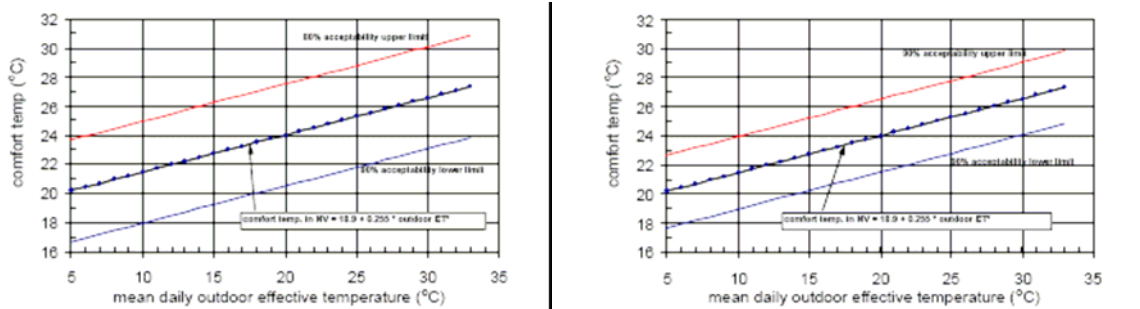 32
30
28
26
24
22
20
18
16
comfort temp (°C)
80% acceptability upper limit
80% acceptability lower limit
comfort temp. in NV = 18.9 + 0.255 * outdoor ET*
5 10 15 20 25 30 35
mean daily outdoor effective temperature (°C)
32
30
28
26
24
22
20
18
16
comfort temp (°C)
90% acceptability upper limit
90% acceptability lower limit
comfort temp. in NV = 18.9 + 0.255 * outdoor ET*
5 10 15 20 25 30 35
mean daily outdoor effective temperature (°C)